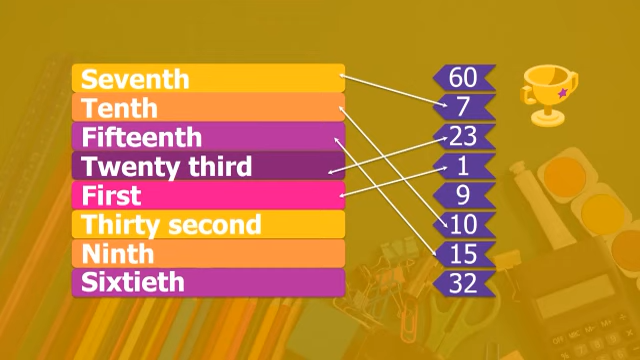 Seventh 60
Tenth 7
Fifteenth 23
Twenty third 1
First 9
Thirty second 10
Ninth 15
Sixtieth 32